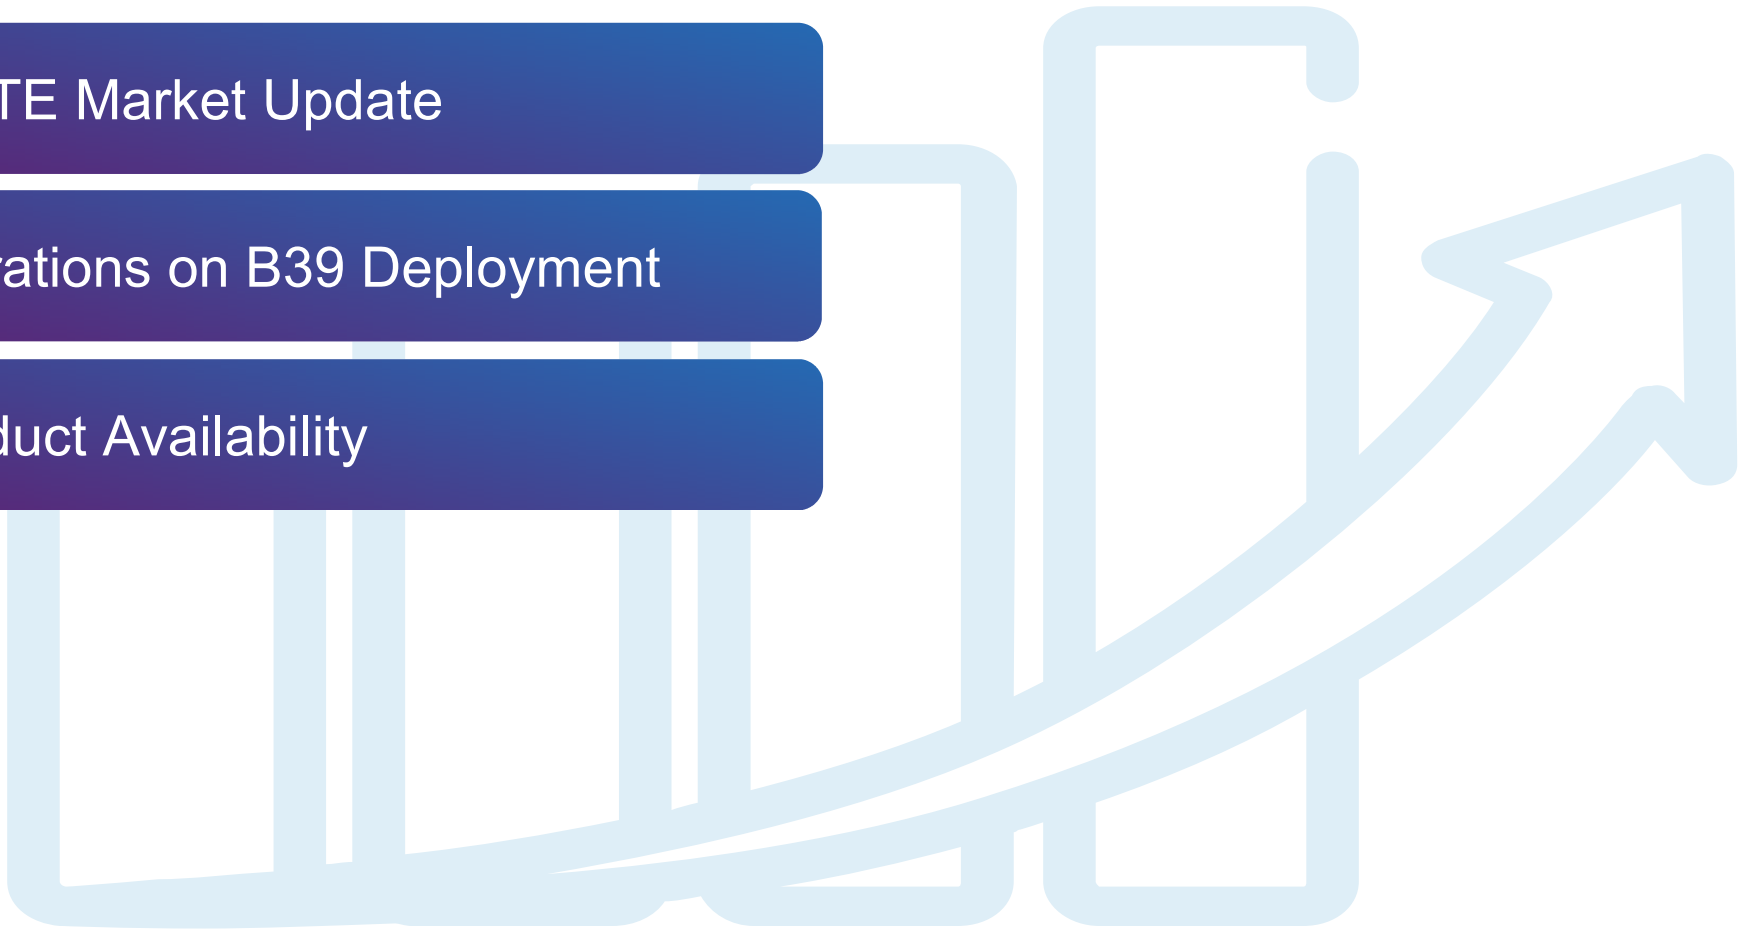 TE Market Update
rations on B39 Deployment
duct Availability